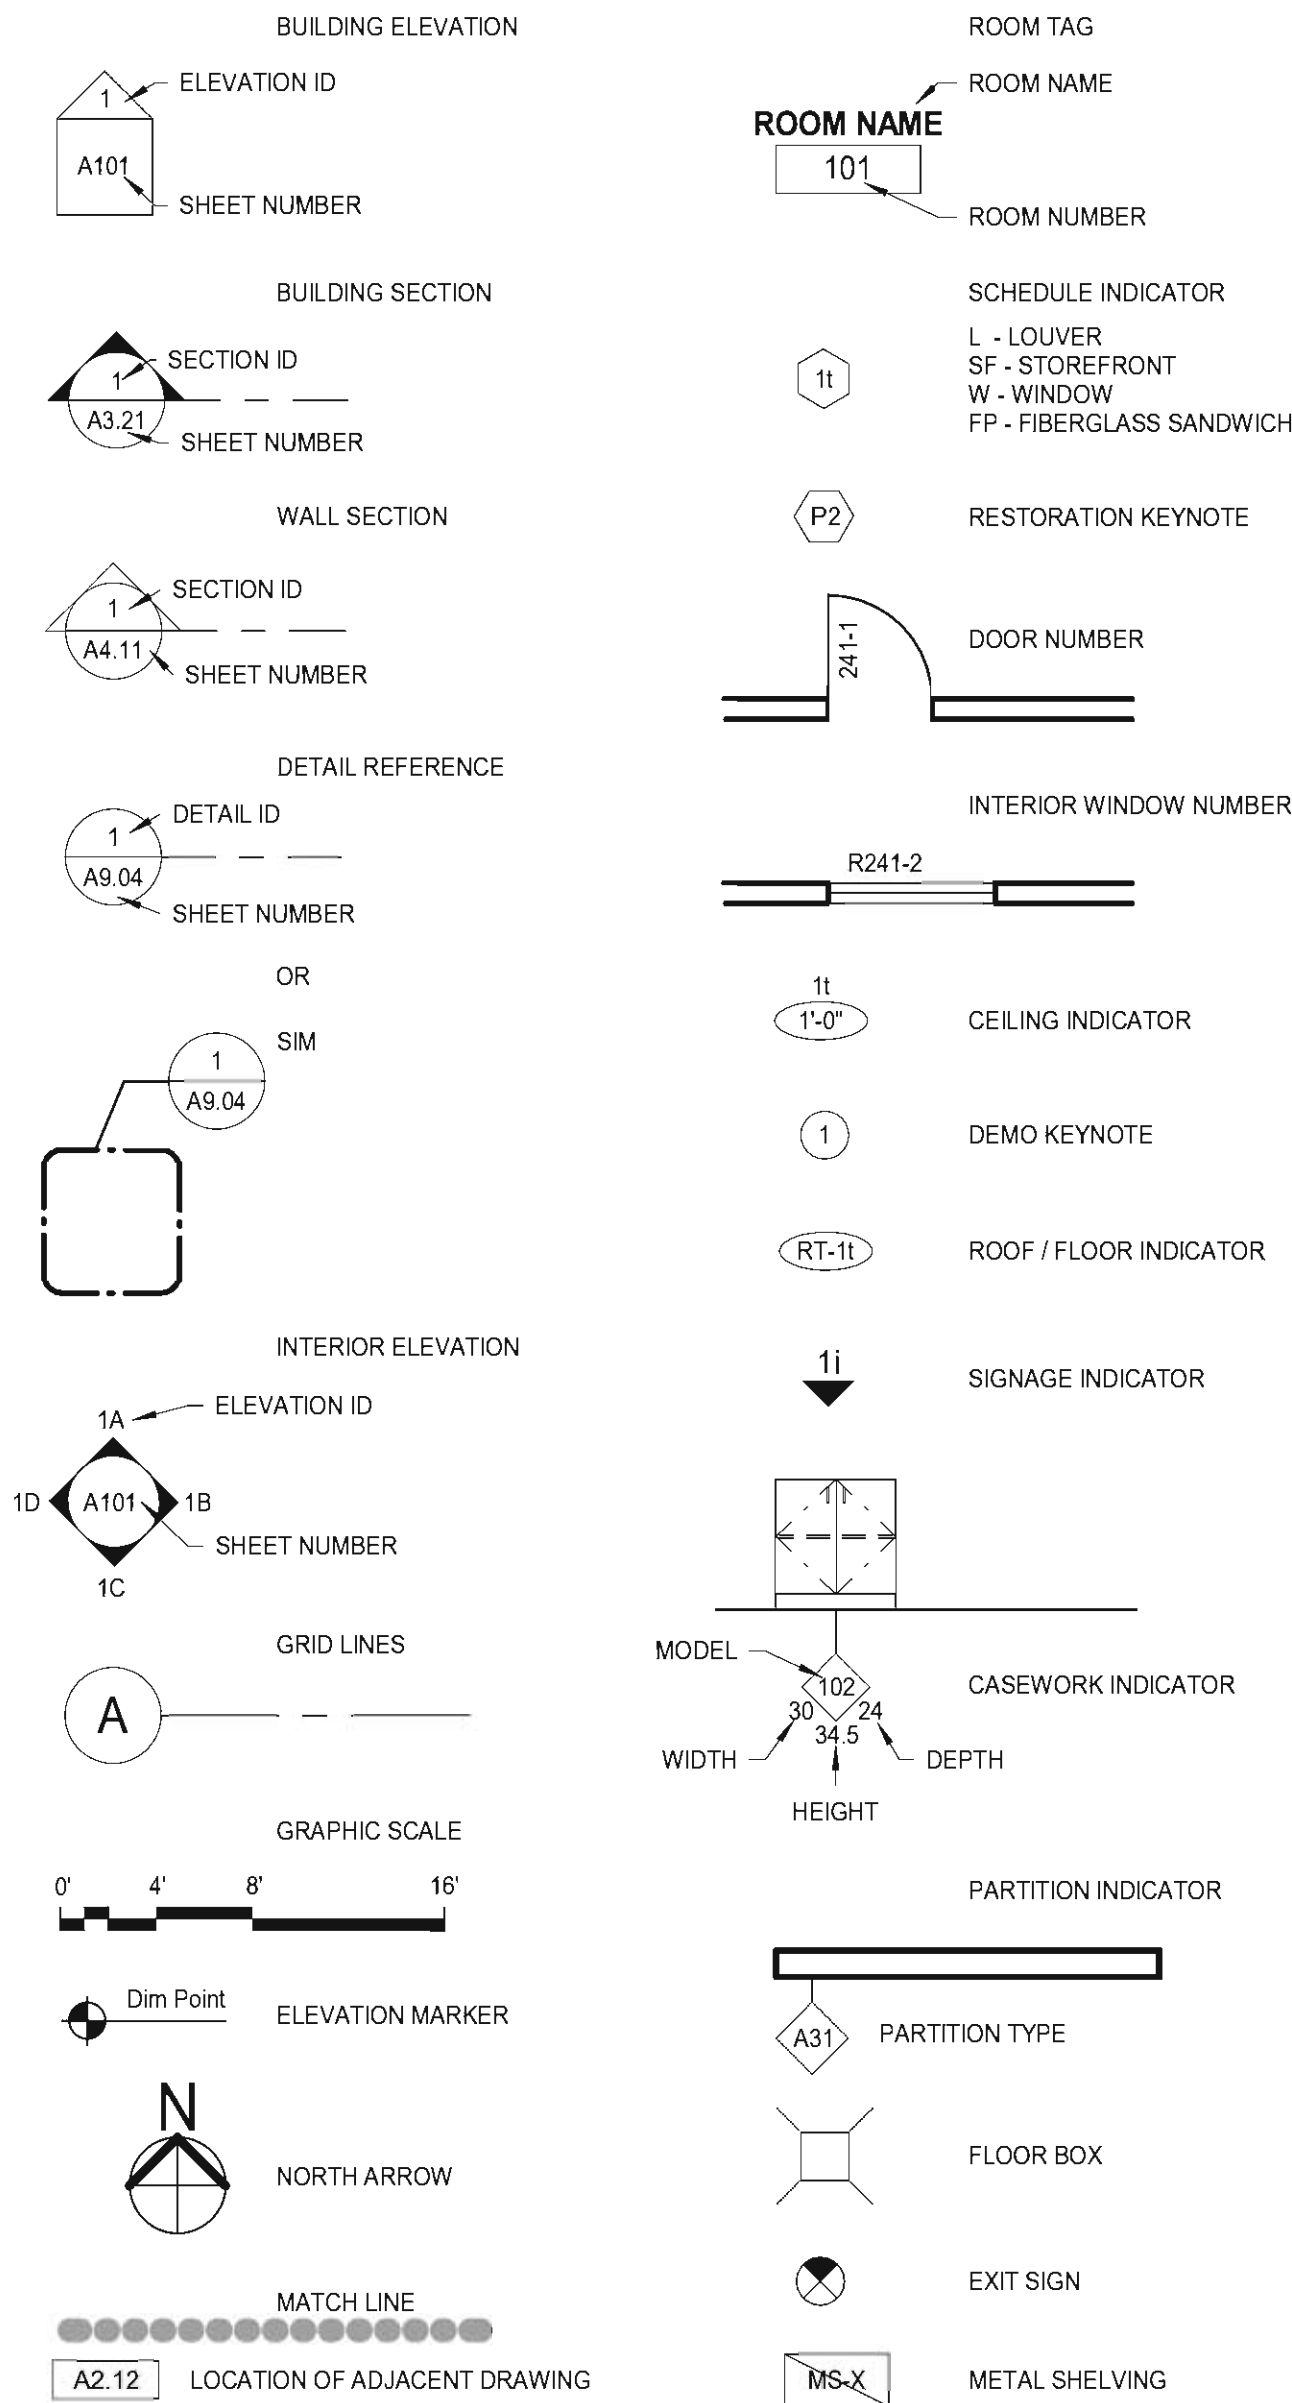 BUILDING ELEVATION
1
ELEVATION ID
A101
SHEET NUMBER
BUILDING SECTION
1
SECTION ID
A3.21
SHEET NUMBER
WALL SECTION
1
SECTION ID
A4.11
SHEET NUMBER
DETAIL REFERENCE
1
DETAIL ID
A9.04
SHEET NUMBER
OR
SIM
1
A9.04
INTERIOR ELEVATION
1A
ELEVATION ID
1D
A101
1B
SHEET NUMBER
1C
GRID LINES
A
GRAPHIC SCALE
0' 4' 8' 16'
Dim Point
ELEVATION MARKER
N
NORTH ARROW
MATCH LINE
A2.12
LOCATION OF ADJACENT DRAWING
ROOM TAG
ROOM NAME
ROOM NAME
101
ROOM NUMBER
SCHEDULE INDICATOR
1t
L - LOUVER
SF - STOREFRONT
W - WINDOW
FP - FIBERGLASS SANDWICH
P2
RESTORATION KEYNOTE
241-1
DOOR NUMBER
INTERIOR WINDOW NUMBER
R241-2
1t
1'-0"
CEILING INDICATOR
1
DEMO KEYNOTE
RT-1t
ROOF / FLOOR INDICATOR
1i
SIGNAGE INDICATOR
MODEL
102
CASEWORK INDICATOR
30
24
34.5
WIDTH
DEPTH
HEIGHT
PARTITION INDICATOR
A31
PARTITION TYPE
FLOOR BOX
EXIT SIGN
MS-X
METAL SHELVING